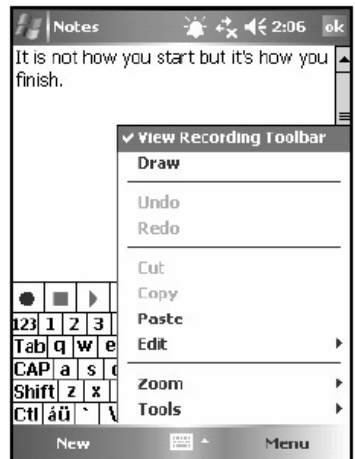 Notes 2:06 ok
It is not how you start but it's how you
finish.
View Recording Toolbar
Draw
Undo
Redo
Cut
Copy
Paste
Edit
Zoom
Tools
123 1 2 3
Tab q w e
CAP a s
Shift z x
Ctl áü ` \
New Menu